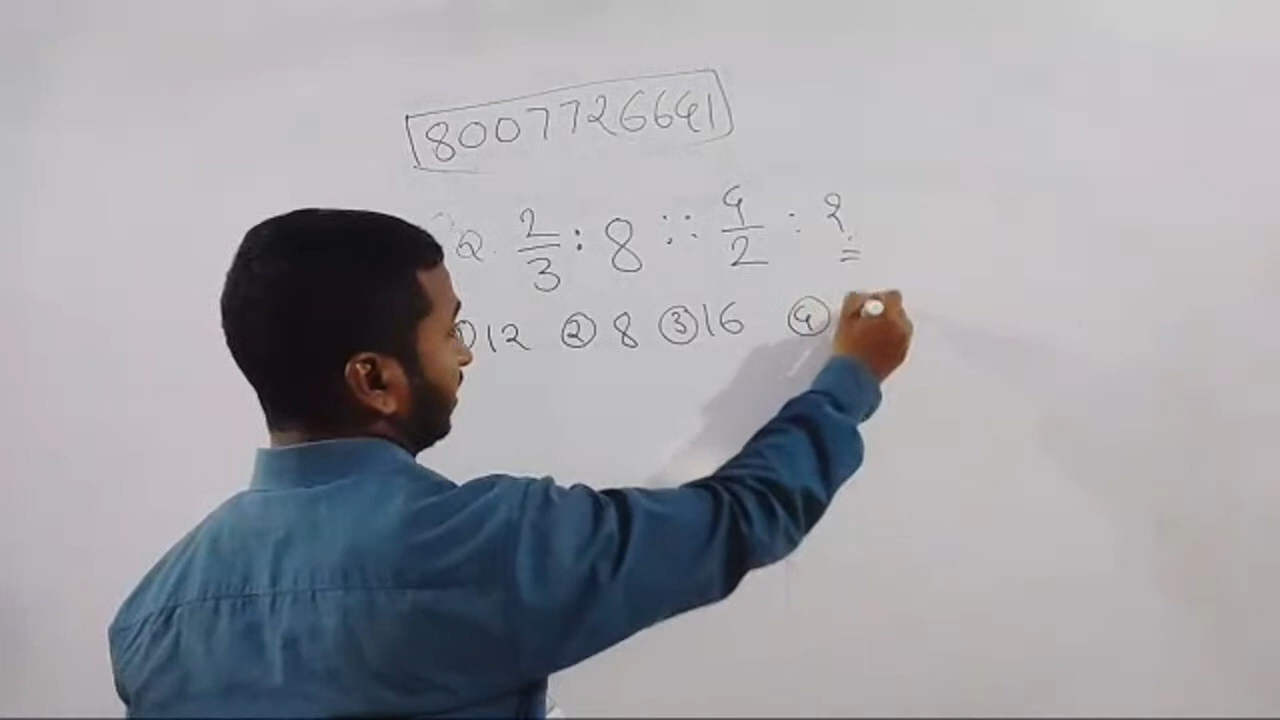 8007726641
Q. 2/3 : 8 :: 4/2 : ?
① 12 ② 8 ③ 16 ④